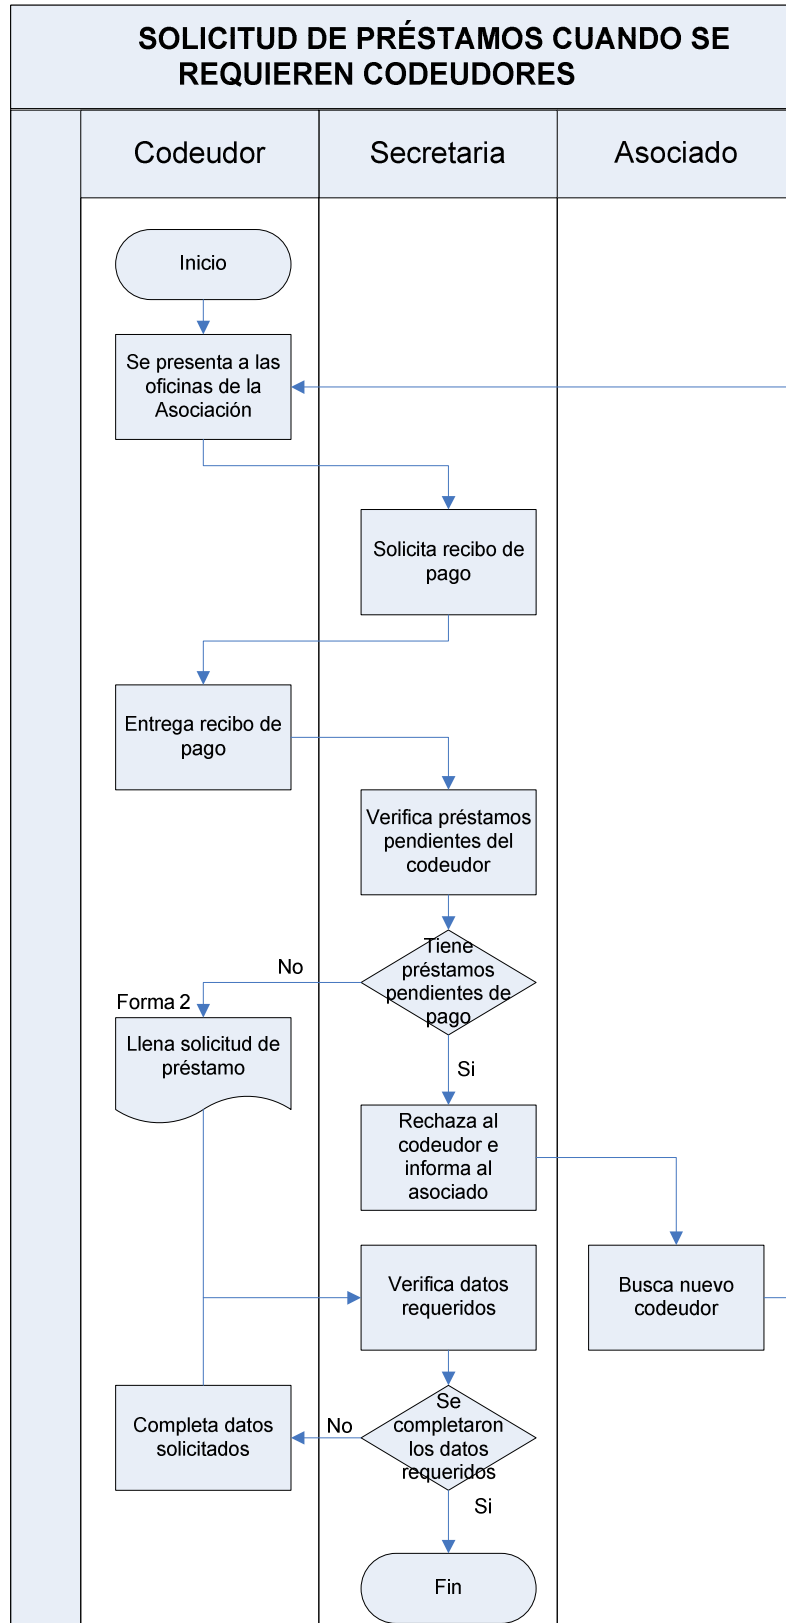 SOLICITUD DE PRÉSTAMOS CUANDO SE
REQUIEREN CODEUDORES
Codeudor
Secretaria
Asociado
Inicio
Se presenta a las
oficinas de la
Asociación
Solicita recibo de
pago
Entrega recibo de
pago
Verifica préstamos
pendientes del
codeudor
Tiene
préstamos
pendientes de
pago
No
Forma 2
Llena solicitud de
préstamo
Si
Rechaza al
codeudor e
informa al
asociado
Verifica datos
requeridos
Busca nuevo
codeudor
Completa datos
solicitados
No
Se
completaron
los datos
requeridos
Si
Fin